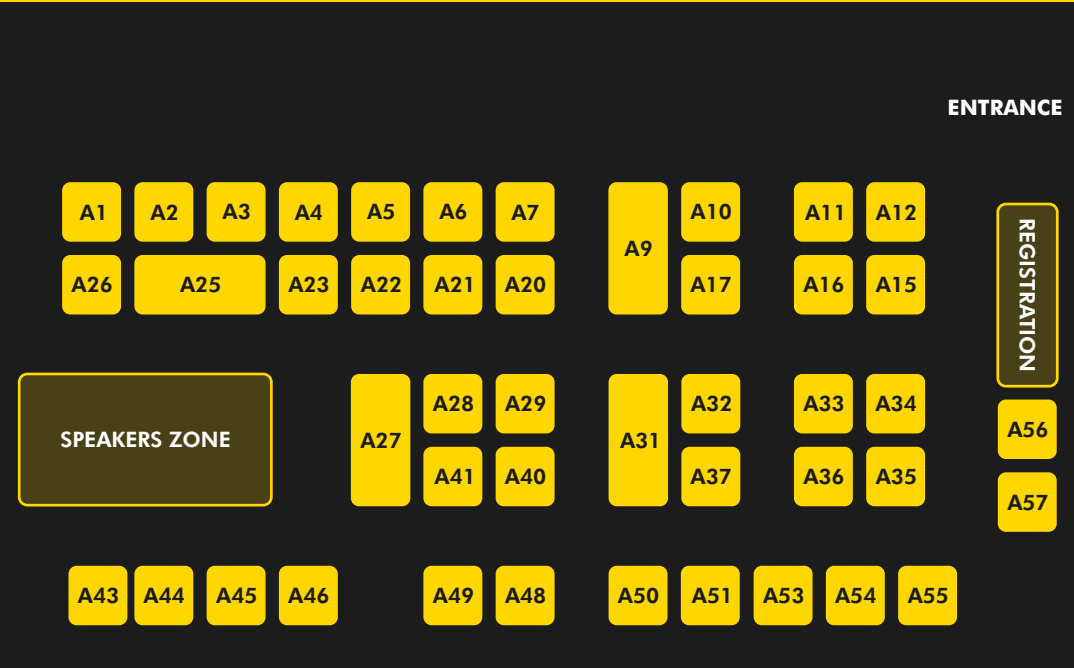 ENTRANCE
A1 A2 A3 A4 A5 A6 A7 A9 A10 A11 A12
REGISTRATION
A26 A25 A23 A22 A21 A20 A17 A16 A15
SPEAKERS ZONE
A27 A28 A29 A31 A32 A33 A34 A56
A41 A40 A37 A36 A35 A57
A43 A44 A45 A46 A49 A48 A50 A51 A53 A54 A55